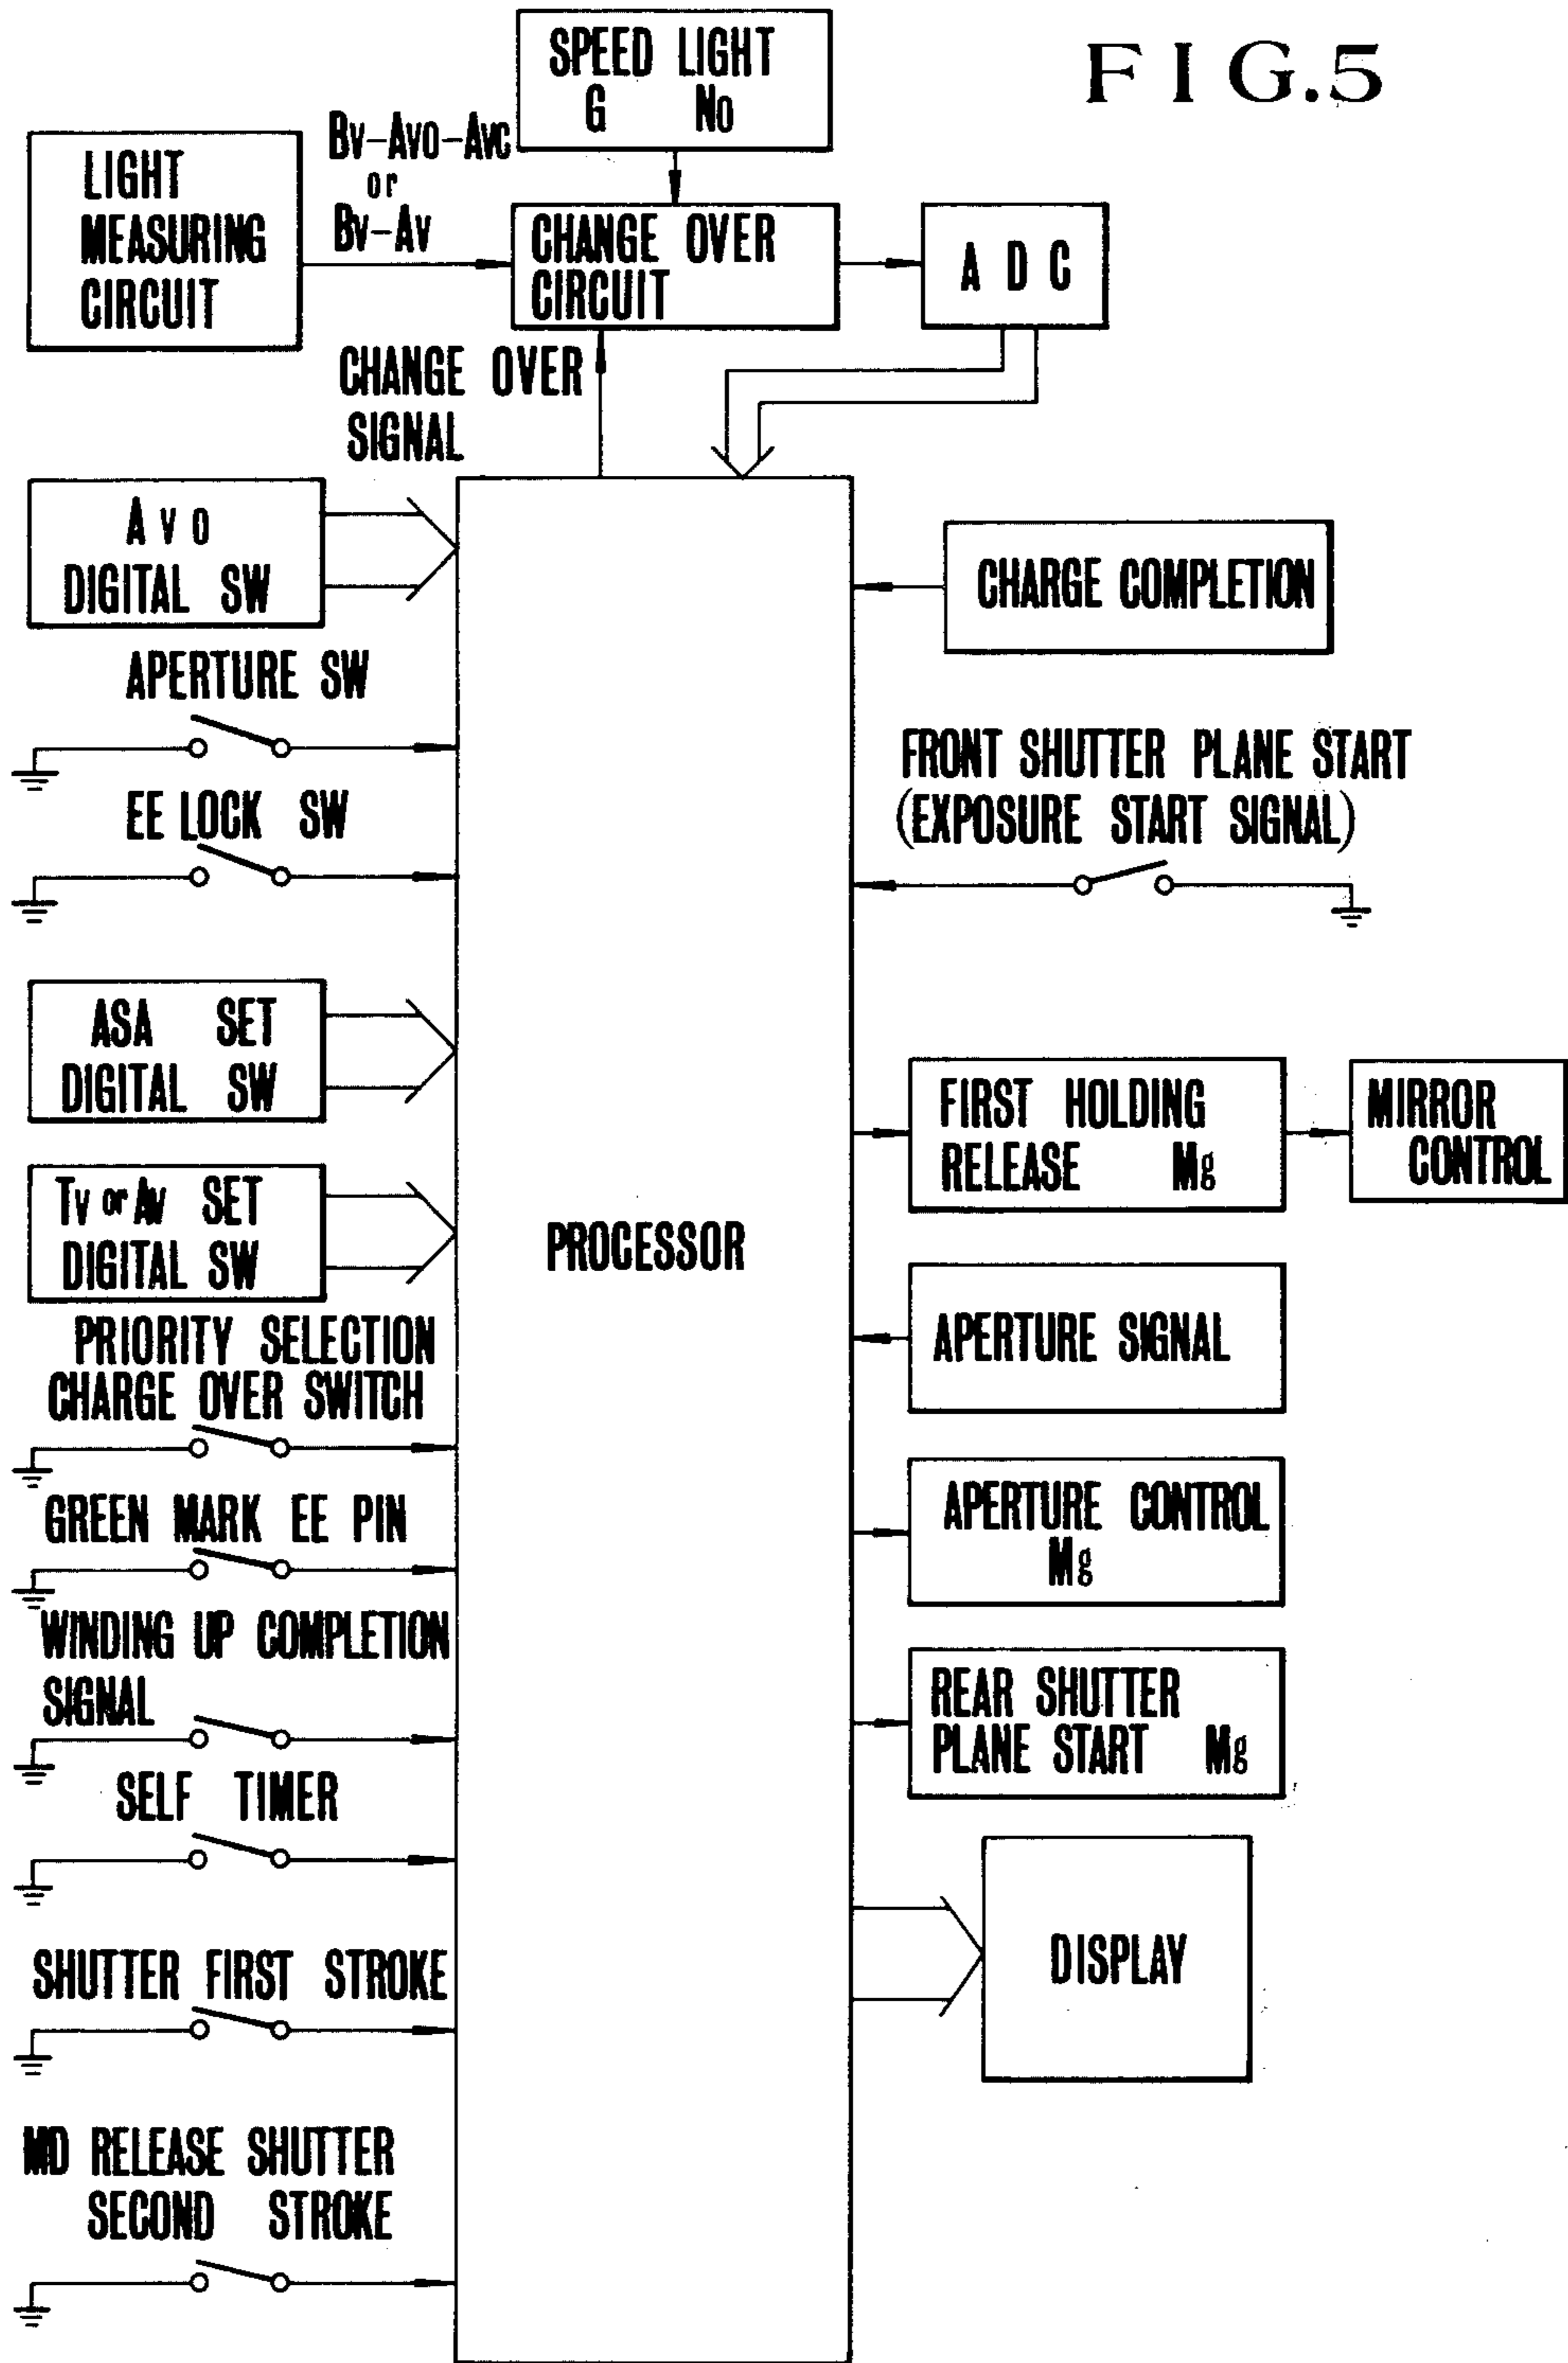 FIG.5
SPEED LIGHT
G No
LIGHT
MEASURING
CIRCUIT
Bv-Avo-Avc
or
Bv-Av
CHANGE OVER
CIRCUIT
A D C
CHANGE OVER
SIGNAL
Avo
DIGITAL SW
APERTURE SW
EE LOCK SW
ASA SET
DIGITAL SW
Tv or Av SET
DIGITAL SW
PRIORITY SELECTION
CHARGE OVER SWITCH
GREEN MARK EE PIN
WINDING UP COMPLETION
SIGNAL
SELF TIMER
SHUTTER FIRST STROKE
MD RELEASE SHUTTER
SECOND STROKE
PROCESSOR
CHARGE COMPLETION
FRONT SHUTTER PLANE START
(EXPOSURE START SIGNAL)
FIRST HOLDING
RELEASE Mg
MIRROR
CONTROL
APERTURE SIGNAL
APERTURE CONTROL
Mg
REAR SHUTTER
PLANE START Mg
DISPLAY